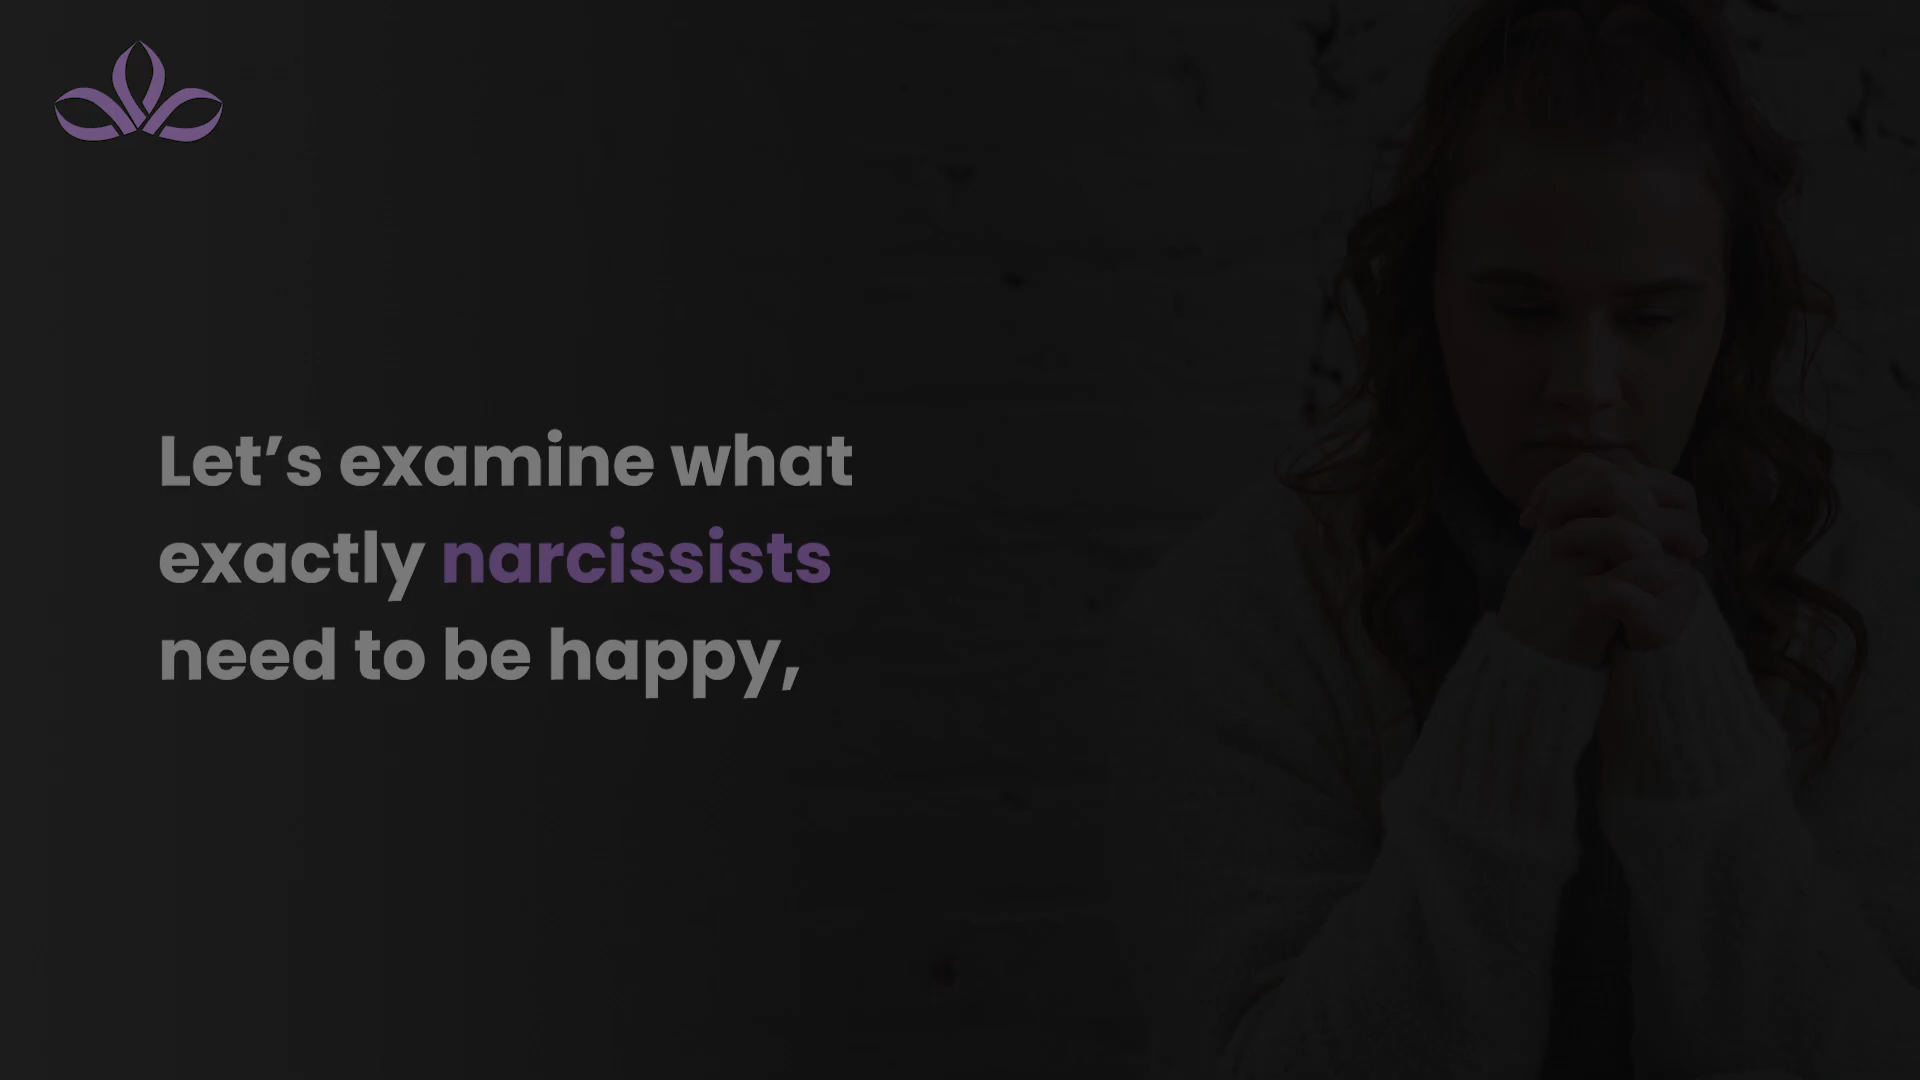 Let’s examine what
exactly narcissists
need to be happy,